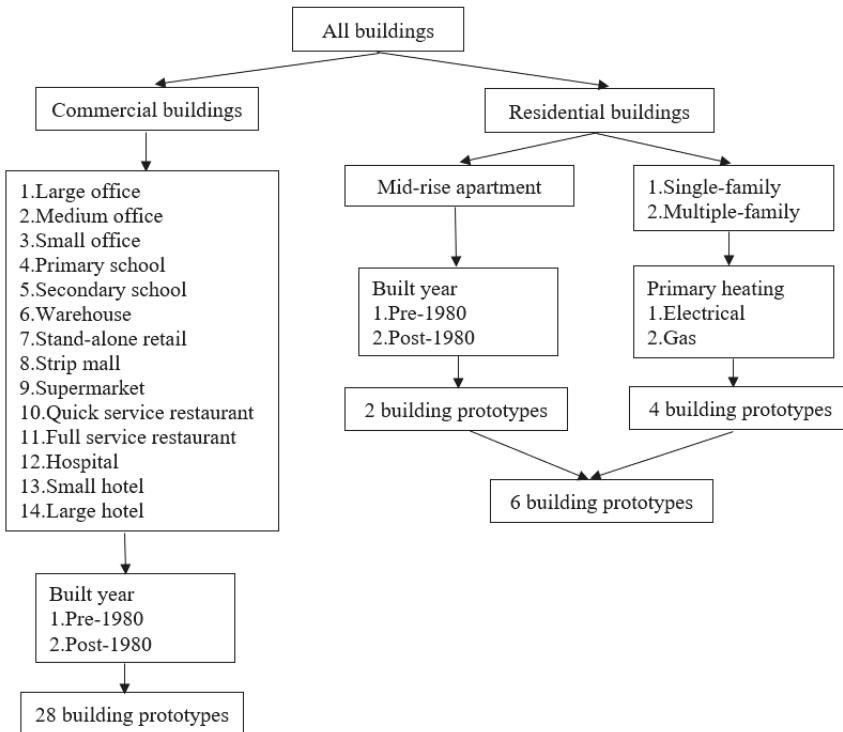 All buildings
Commercial buildings
Residential buildings
1.Large office
2.Medium office
3.Small office
4.Primary school
5.Secondary school
6.Warehouse
7.Stand-alone retail
8.Strip mall
9.Supermarket
10.Quick service restaurant
11.Full service restaurant
12.Hospital
13.Small hotel
14.Large hotel
Built year
1.Pre-1980
2.Post-1980
28 building prototypes
Mid-rise apartment
Built year
1.Pre-1980
2.Post-1980
2 building prototypes
1.Single-family
2.Multiple-family
Primary heating
1.Electrical
2.Gas
4 building prototypes
6 building prototypes